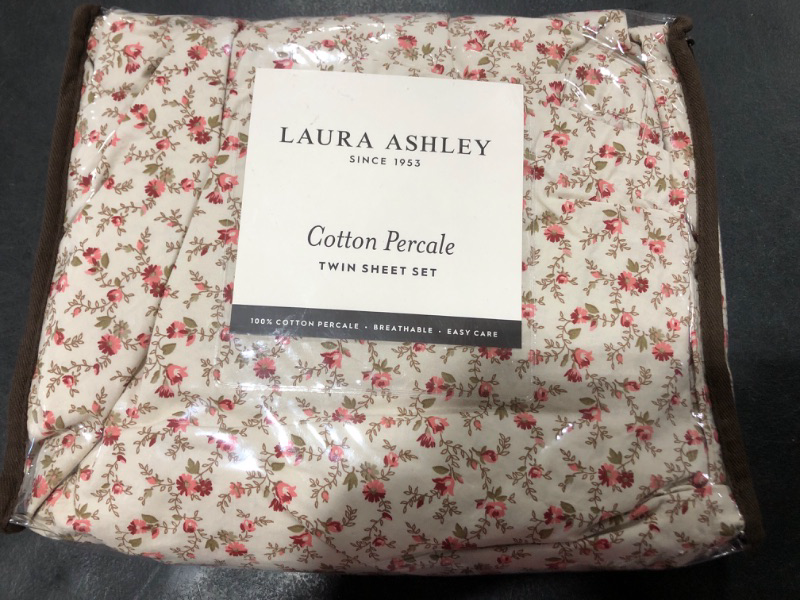 LAURA ASHLEY
SINCE 1953
Cotton Percale
TWIN SHEET SET
100% COTTON PERCALE • BREATHABLE • EASY CARE